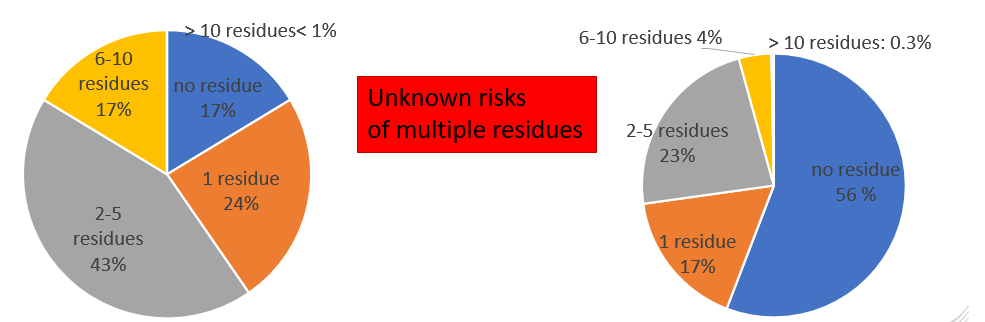 > 10 residues< 1%
6-10
residues
17%
no residue
17%
1 residue
24%
2-5
residues
43%
Unknown risks
of multiple residues
6-10 residues 4%
> 10 residues: 0.3%
2-5 residues
23%
no residue
56 %
1 residue
17%